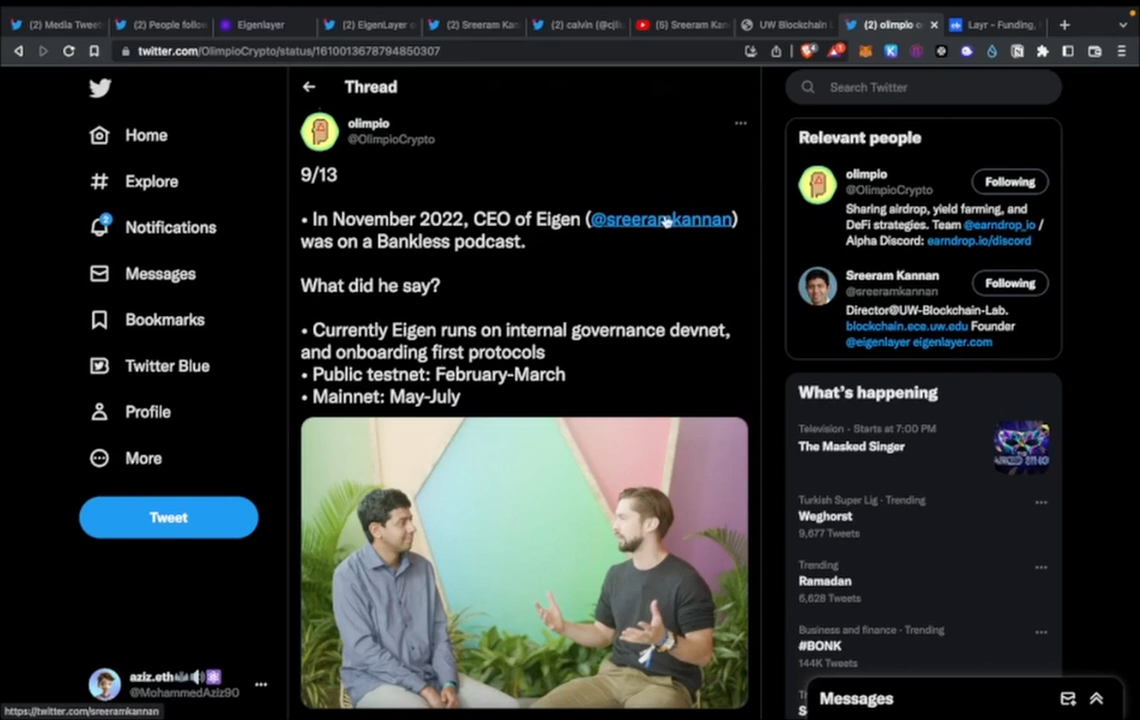 (2) Media Tweet
(2) People follow
Eigenlayer
(2) EigenLayer o
(2) Sreeram Kan
(2) calvin (@cjliu
(5) Sreeram Kan
UW Blockchain L
(2) olimpio o
Layr - Funding,
twitter.com/OlimpioCrypto/status/1610013678794850307
Home
Explore
2
Notifications
Messages
Bookmarks
Twitter Blue
Profile
More
Tweet
aziz.eth
@MohammedAziz90
https://twitter.com/sreeramkannan
Thread
olimpio
@OlimpioCrypto
9/13
• In November 2022, CEO of Eigen (@sreeramkannan)
was on a Bankless podcast.
What did he say?
• Currently Eigen runs on internal governance devnet,
and onboarding first protocols
• Public testnet: February-March
• Mainnet: May-July
Search Twitter
Relevant people
olimpio
@OlimpioCrypto
Following
Sharing airdrop, yield farming, and
DeFi strategies. Team @earndrop_io /
Alpha Discord: earndrop.io/discord
Sreeram Kannan
@sreeramkannan
Following
Director@UW-Blockchain-Lab.
blockchain.ece.uw.edu Founder
@eigenlayer eigenlayer.com
What's happening
Television · Starts at 7:00 PM
The Masked Singer
Turkish Super Lig · Trending
Weghorst
9,677 Tweets
Trending
Ramadan
6,628 Tweets
Business and finance · Trending
#BONK
144K Tweets
Messages